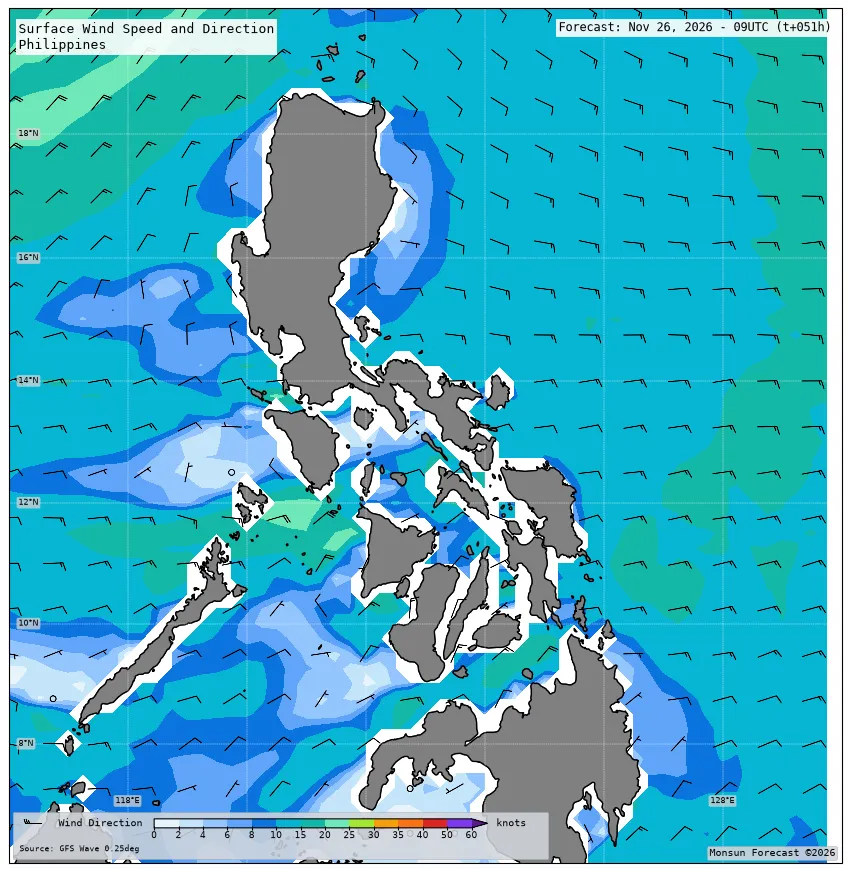 Surface Wind Speed and Direction
Philippines
Forecast: Nov 26, 2026 - 09UTC (t+051h)
18°N
16°N
14°N
12°N
10°N
8°N
118°E
128°E
Wind Direction
knots
0 2 4 6 8 10 15 20 25 30 35 40 50 60
Source: GFS Wave 0.25deg
Monsun Forecast ©2026